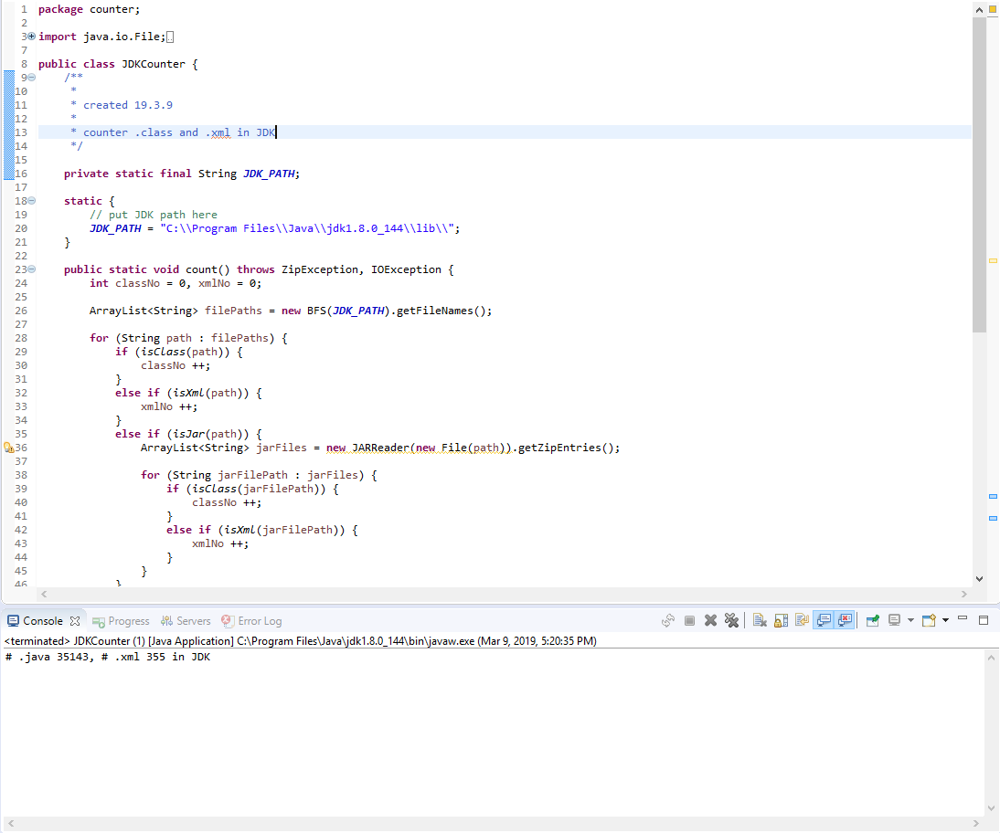 1 package counter;
2
3 import java.io.File;
7
8 public class JDKCounter {
9 /**
10 *
11 * created 19.3.9
12 *
13 * counter .class and .xml in JDK
14 */
15
16 private static final String JDK_PATH;
17
18 static {
19 // put JDK path here
20 JDK_PATH = "C:\\Program Files\\Java\\jdk1.8.0_144\\lib\\";
21 }
22
23 public static void count() throws ZipException, IOException {
24 int classNo = 0, xmlNo = 0;
25
26 ArrayList<String> filePaths = new BFS(JDK_PATH).getFileNames();
27
28 for (String path : filePaths) {
29 if (isClass(path)) {
30 classNo ++;
31 }
32 else if (isXml(path)) {
33 xmlNo ++;
34 }
35 else if (isJar(path)) {
36 ArrayList<String> jarFiles = new JARReader(new File(path)).getZipEntries();
37
38 for (String jarFilePath : jarFiles) {
39 if (isClass(jarFilePath)) {
40 classNo ++;
41 }
42 else if (isXml(jarFilePath)) {
43 xmlNo ++;
44 }
45 }
46 }
Console Progress Servers Error Log
<terminated> JDKCounter (1) [Java Application] C:\Program Files\Java\jdk1.8.0_144\bin\javaw.exe (Mar 9, 2019, 5:20:35 PM)
# .java 35143, # .xml 355 in JDK